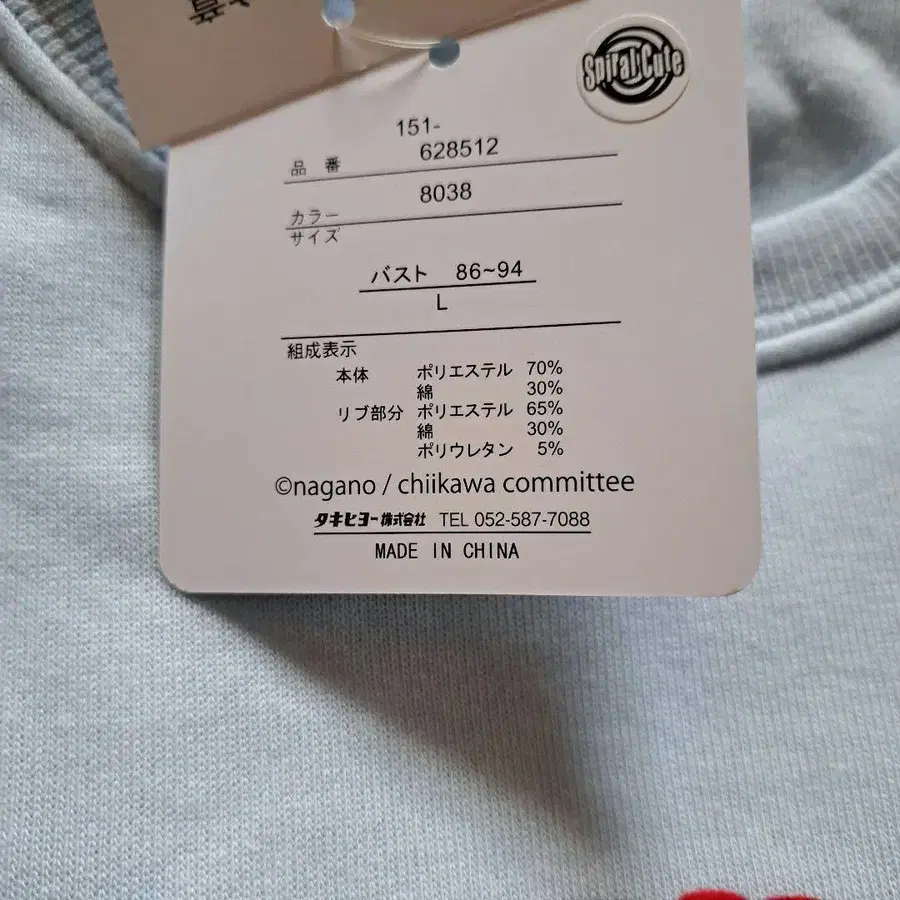 Spiral Cute
151-
品 番 628512
カラー 8038
サイズ
バスト 86~94
L
組成表示
本体 ポリエステル 70%
綿 30%
リブ部分 ポリエステル 65%
綿 30%
ポリウレタン 5%
©nagano / chiikawa committee
タキヒヨー株式会社 TEL 052-587-7088
MADE IN CHINA